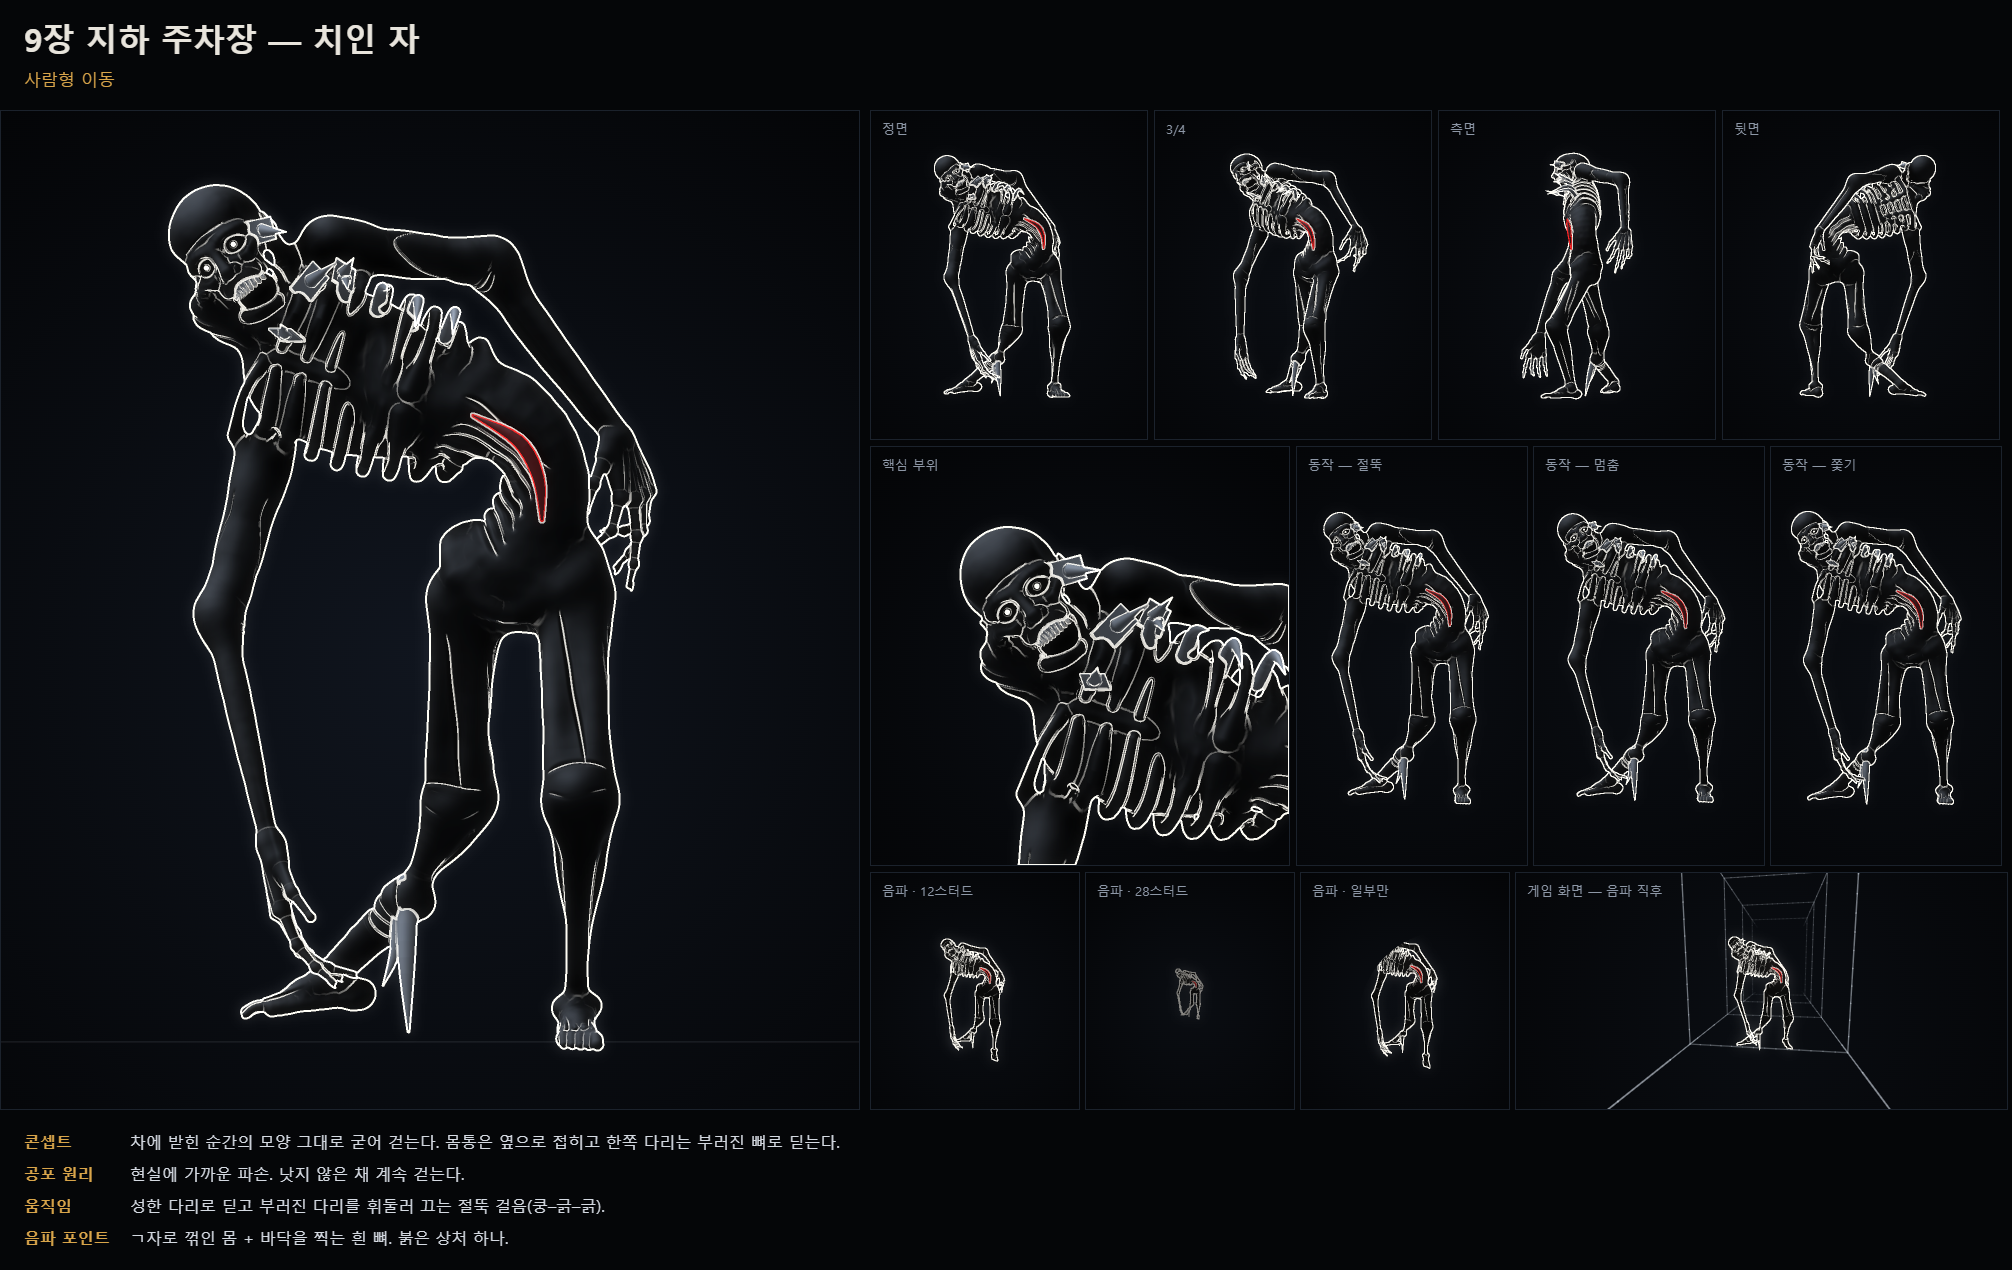 9장 지하 주차장 — 치인 자
사람형 이동
정면
3/4
측면
뒷면
핵심 부위
동작 — 절뚝
동작 — 멈춤
동작 — 쫓기
음파 · 12스터드
음파 · 28스터드
음파 · 일부만
게임 화면 — 음파 직후
콘셉트 차에 받힌 순간의 모양 그대로 굳어 걷는다. 몸통은 옆으로 접히고 한쪽 다리는 부러진 뼈로 딛는다.
공포 원리 현실에 가까운 파손. 낫지 않은 채 계속 걷는다.
움직임 성한 다리로 딛고 부러진 다리를 휘둘러 끄는 절뚝 걸음(쿵–긁–긁).
음파 포인트 ㄱ자로 꺾인 몸 + 바닥을 찍는 흰 뼈. 붉은 상처 하나.